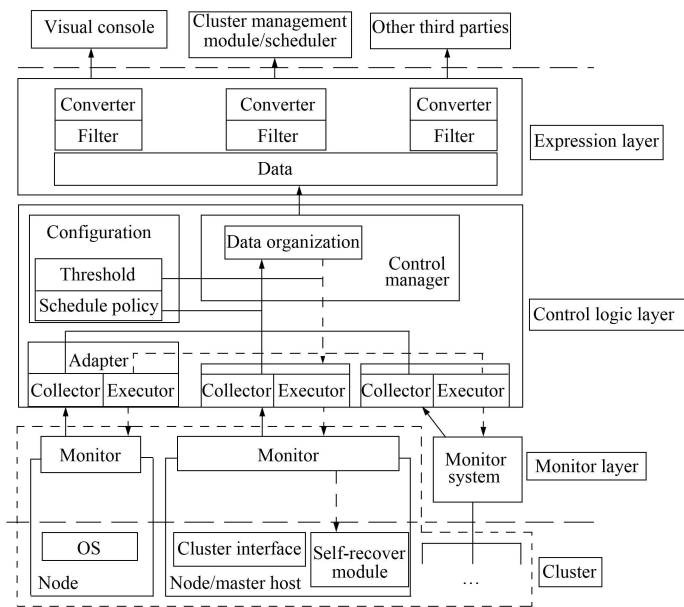 Visual console
Cluster management
module/scheduler
Other third parties
Converter
Converter
Converter
Filter
Filter
Filter
Expression layer
Data
Configuration
Data organization
Threshold
Control
manager
Schedule policy
Control logic layer
Adapter
Collector
Executor
Collector
Executor
Collector
Executor
Monitor
Monitor
Monitor
system
Monitor layer
OS
Cluster interface
Self-recover
module
Node
Node/master host
...
Cluster